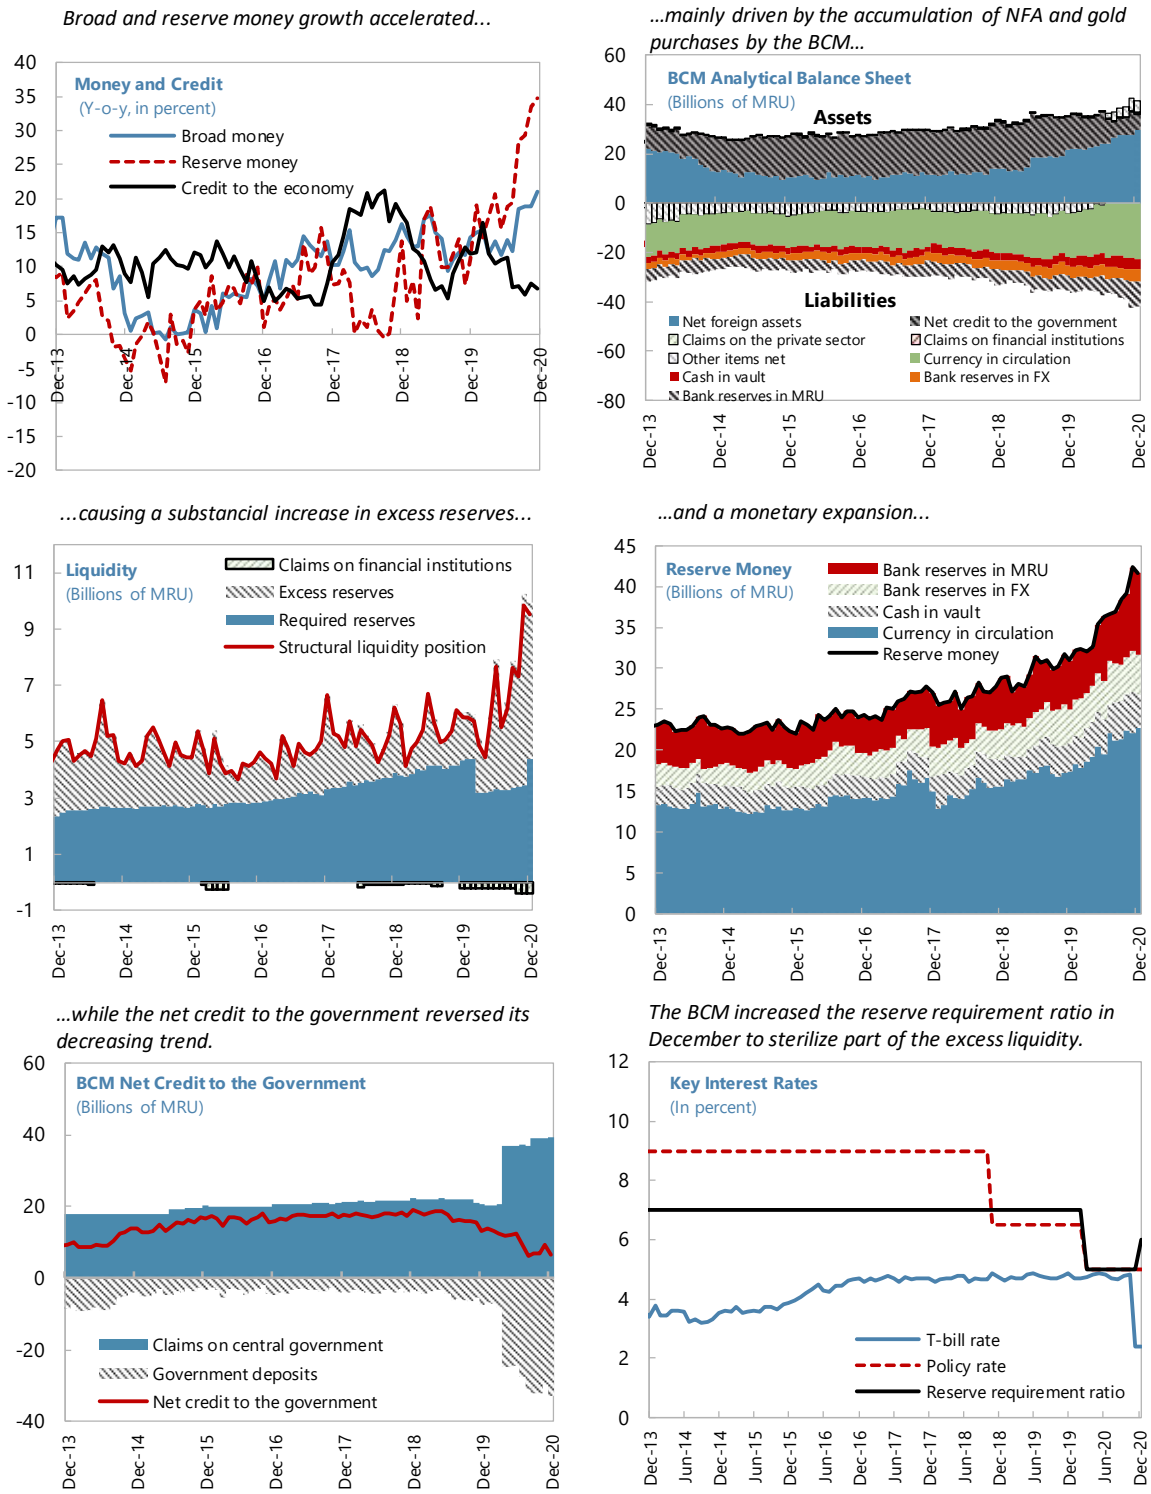 Broad and reserve money growth accelerated...
40
35
30
25
20
15
10
5
0
-5
-10
-15
-20
Money and Credit
(Y-o-y, in percent)
Broad money
Reserve money
Credit to the economy
Dec-13
Dec-14
Dec-15
Dec-16
Dec-17
Dec-18
Dec-19
Dec-20
...mainly driven by the accumulation of NFA and gold
purchases by the BCM...
60
40
20
0
-20
-40
-60
-80
BCM Analytical Balance Sheet
(Billions of MRU)
Assets
Liabilities
Net foreign assets
Net credit to the government
Claims on the private sector
Claims on financial institutions
Other items net
Currency in circulation
Cash in vault
Bank reserves in FX
Bank reserves in MRU
Dec-13
Dec-14
Dec-15
Dec-16
Dec-17
Dec-18
Dec-19
Dec-20
...causing a substancial increase in excess reserves...
11
9
7
5
3
1
-1
Liquidity
(Billions of MRU)
Claims on financial institutions
Excess reserves
Required reserves
Structural liquidity position
Dec-13
Dec-14
Dec-15
Dec-16
Dec-17
Dec-18
Dec-19
Dec-20
...and a monetary expansion...
45
40
35
30
25
20
15
10
5
0
Reserve Money
(Billions of MRU)
Bank reserves in MRU
Bank reserves in FX
Cash in vault
Currency in circulation
Reserve money
Dec-13
Dec-14
Dec-15
Dec-16
Dec-17
Dec-18
Dec-19
Dec-20
...while the net credit to the government reversed its
decreasing trend.
60
40
20
0
-20
-40
BCM Net Credit to the Government
(Billions of MRU)
Claims on central government
Government deposits
Net credit to the government
Dec-13
Dec-14
Dec-15
Dec-16
Dec-17
Dec-18
Dec-19
Dec-20
The BCM increased the reserve requirement ratio in
December to sterilize part of the excess liquidity.
12
10
8
6
4
2
0
Key Interest Rates
(In percent)
T-bill rate
Policy rate
Reserve requirement ratio
Dec-13
Jun-14
Dec-14
Jun-15
Dec-15
Jun-16
Dec-16
Jun-17
Dec-17
Jun-18
Dec-18
Jun-19
Dec-19
Jun-20
Dec-20